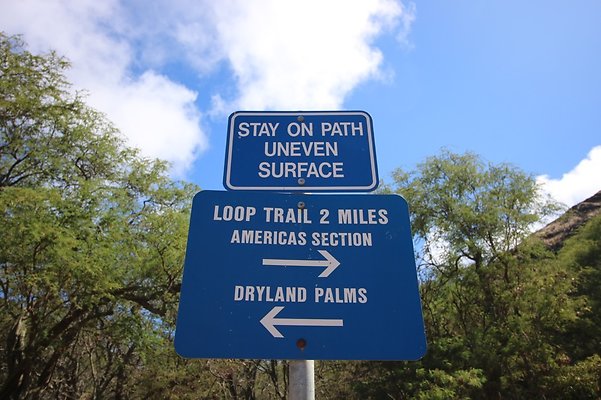 STAY ON PATH
UNEVEN
SURFACE
LOOP TRAIL 2 MILES
AMERICAS SECTION
DRYLAND PALMS